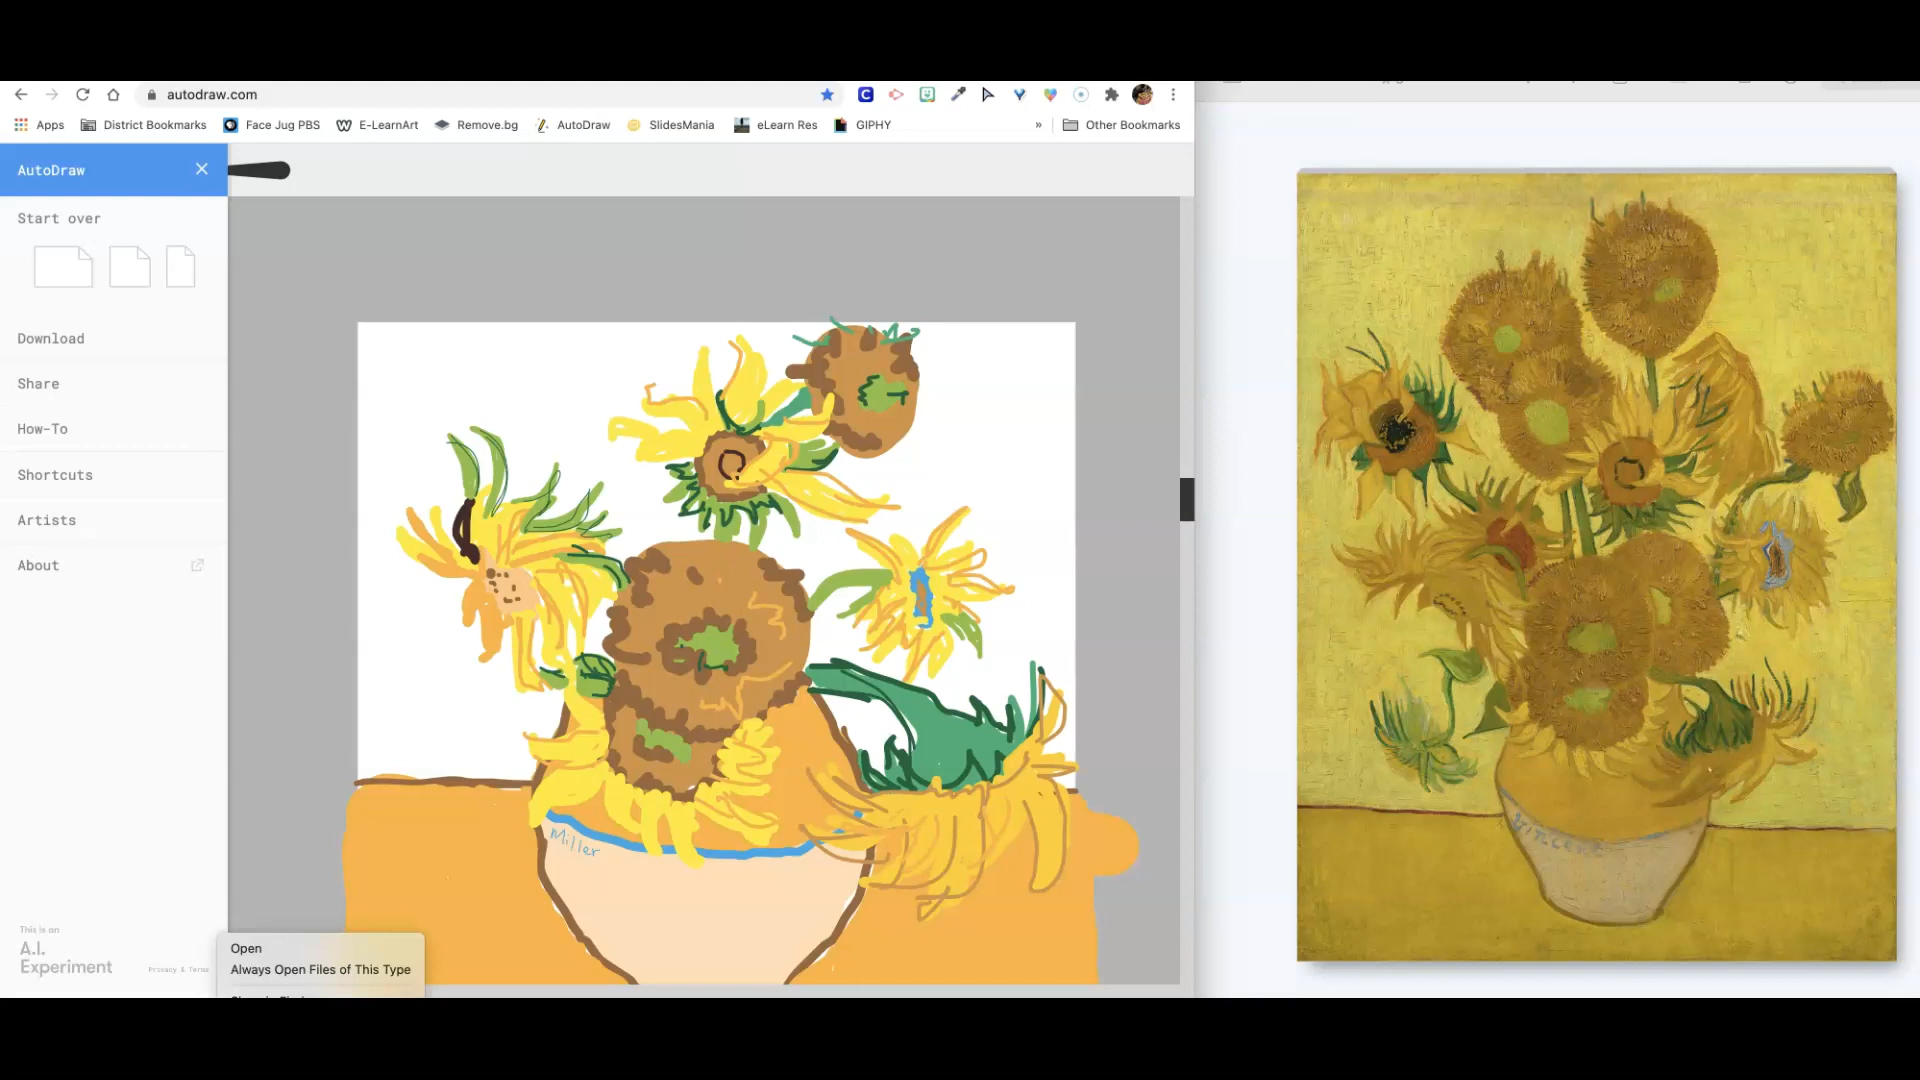 autodraw.com
Apps District Bookmarks Face Jug PBS E-LearnArt Remove.bg AutoDraw SlidesMania eLearn Res GIPHY » Other Bookmarks
AutoDraw
Start over
Download
Share
How-To
Shortcuts
Artists
About
This is an
A.I.
Experiment
Privacy & Terms
Open
Always Open Files of This Type
Miller
Vincent